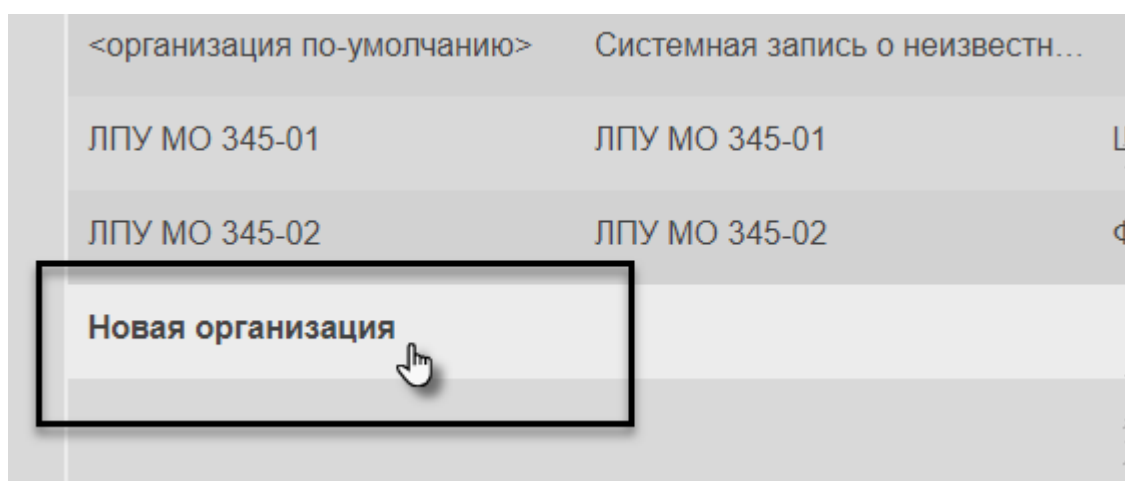 <организация по-умолчанию> Системная запись о неизвестн...
ЛПУ МО 345-01 ЛПУ МО 345-01
ЛПУ МО 345-02 ЛПУ МО 345-02
Новая организация